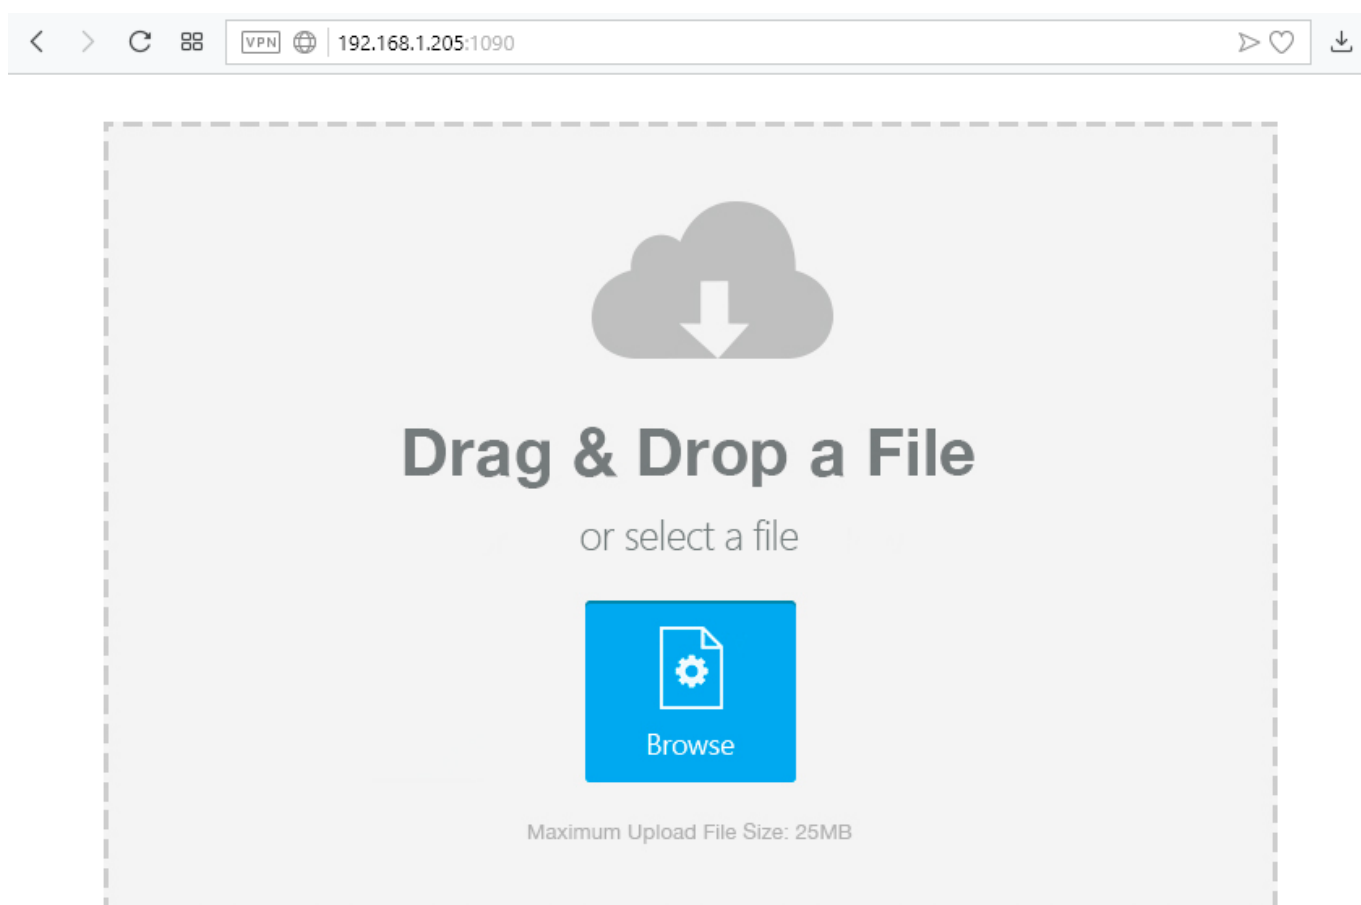 VPN 192.168.1.205:1090
Drag & Drop a File
or select a file
Browse
Maximum Upload File Size: 25MB